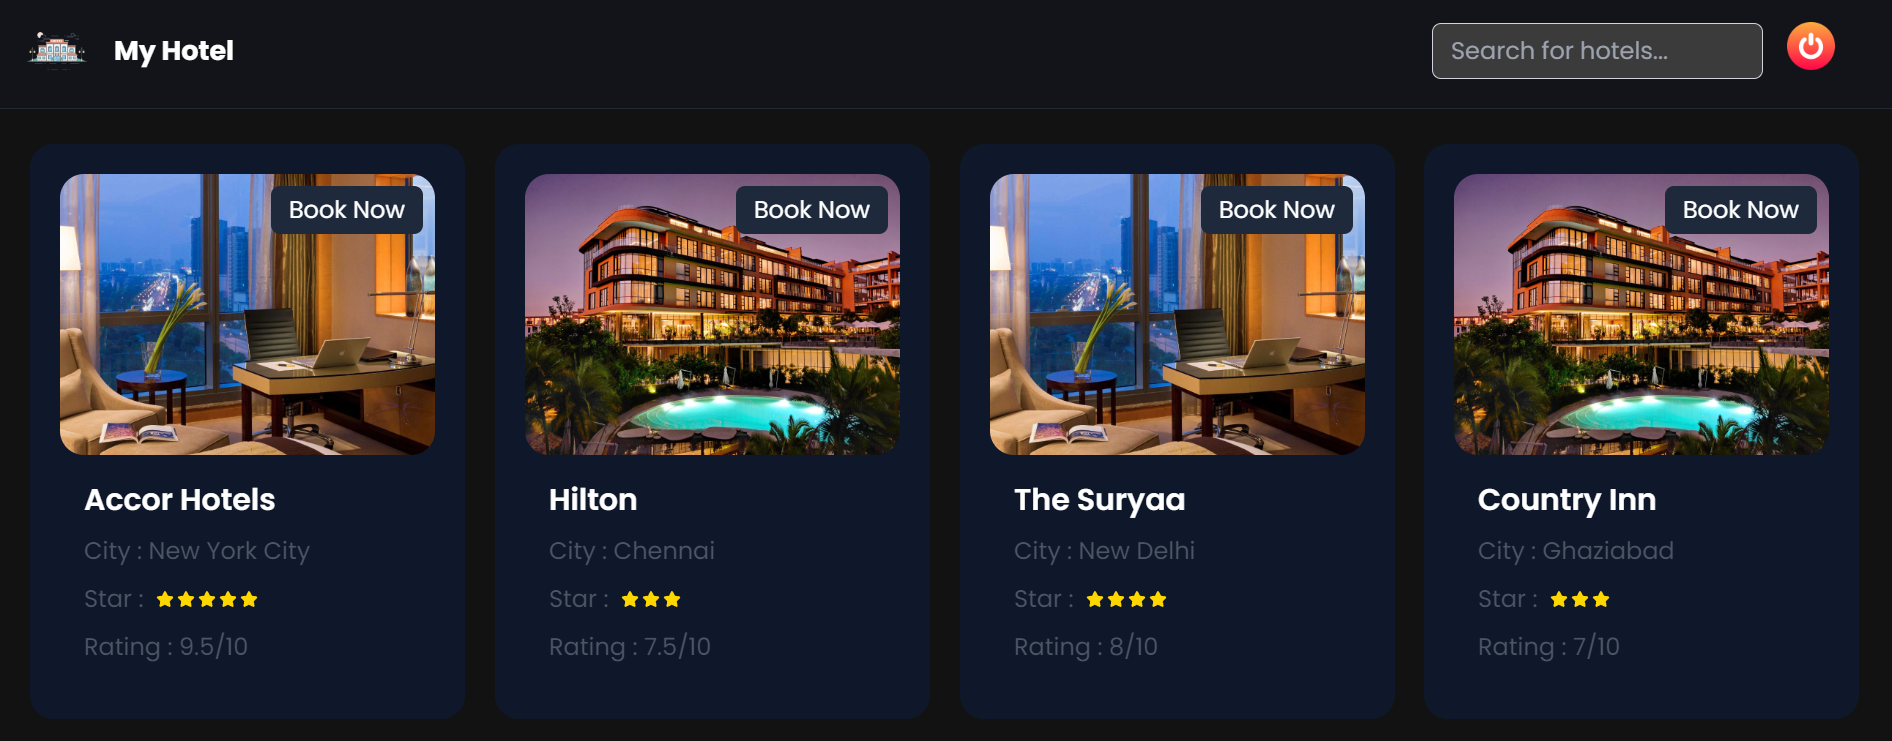 My Hotel
Search for hotels...
Book Now
Accor Hotels
City : New York City
Star :
Rating : 9.5/10
Book Now
Hilton
City : Chennai
Star :
Rating : 7.5/10
Book Now
The Suryaa
City : New Delhi
Star :
Rating : 8/10
Book Now
Country Inn
City : Ghaziabad
Star :
Rating : 7/10